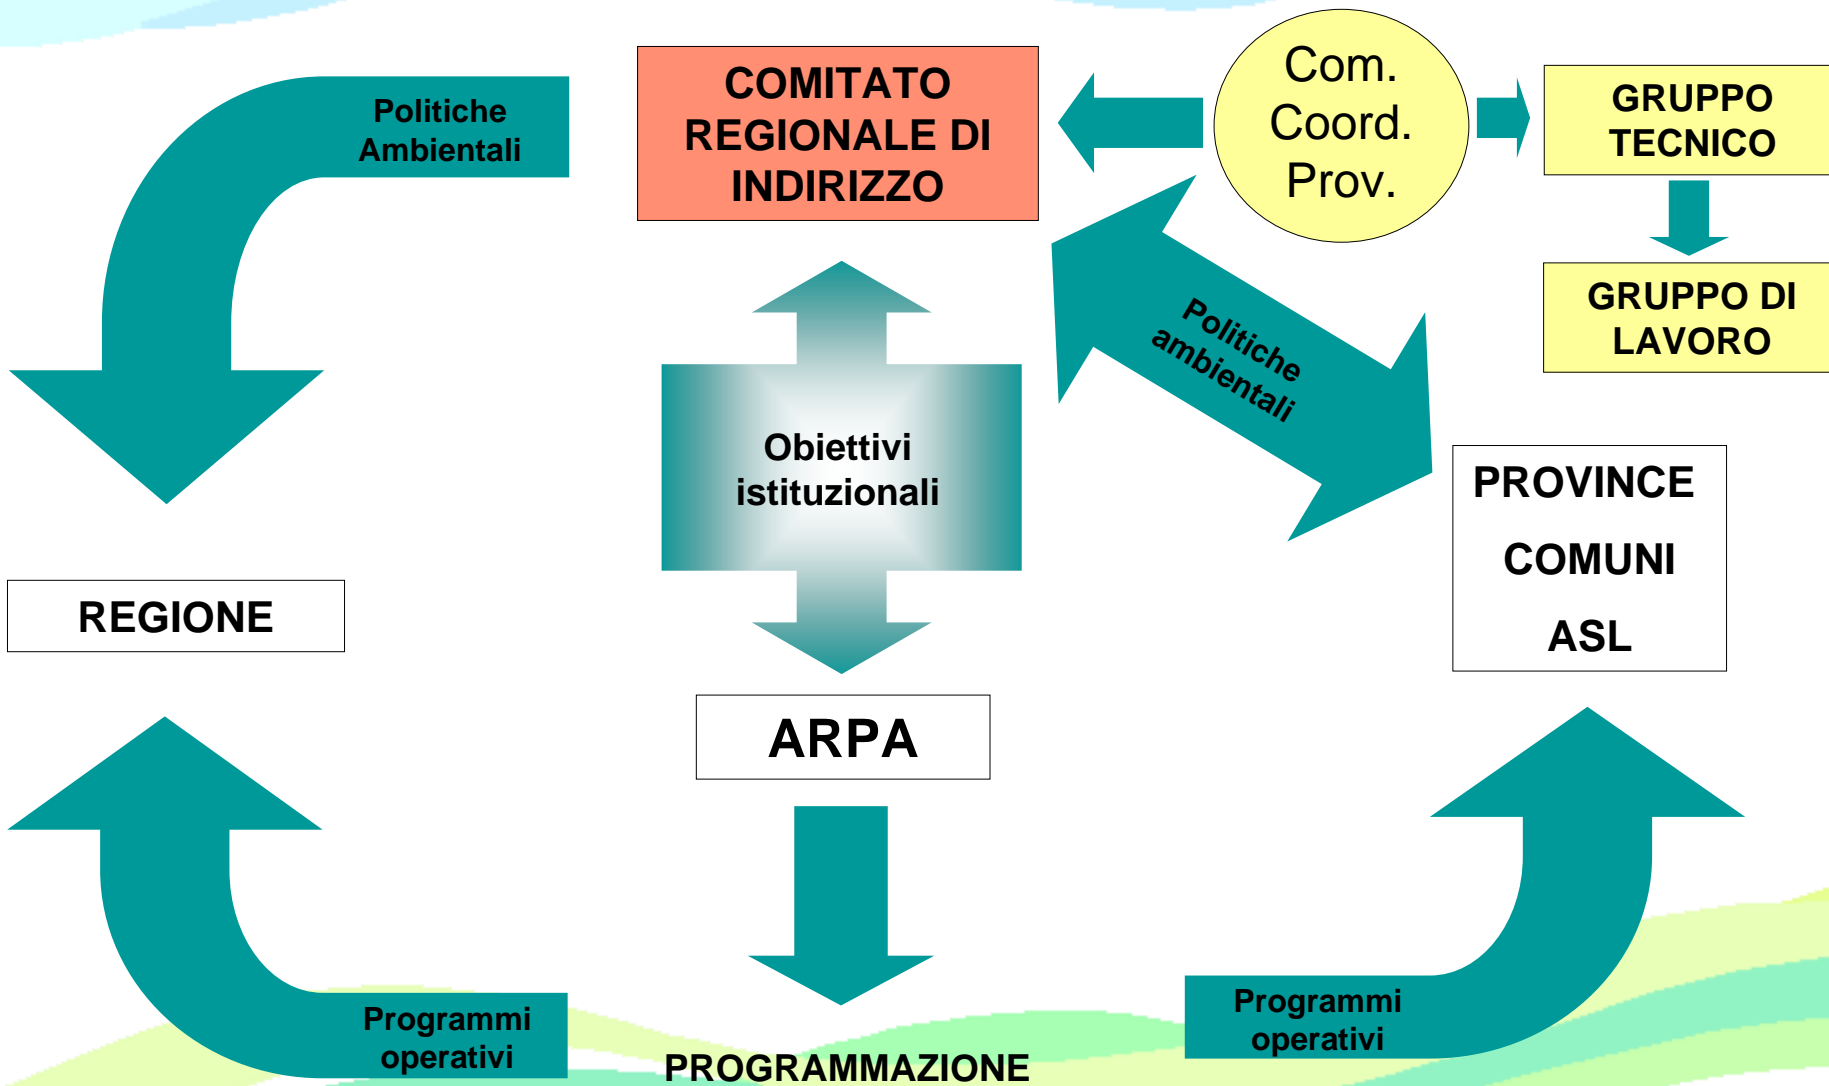 Politiche
Ambientali
COMITATO
REGIONALE DI
INDIRIZZO
Com.
Coord.
Prov.
GRUPPO
TECNICO
GRUPPO DI
LAVORO
Politiche
ambientali
Obiettivi
istituzionali
PROVINCE
COMUNI
ASL
REGIONE
ARPA
Programmi
operativi
PROGRAMMAZIONE
Programmi
operativi